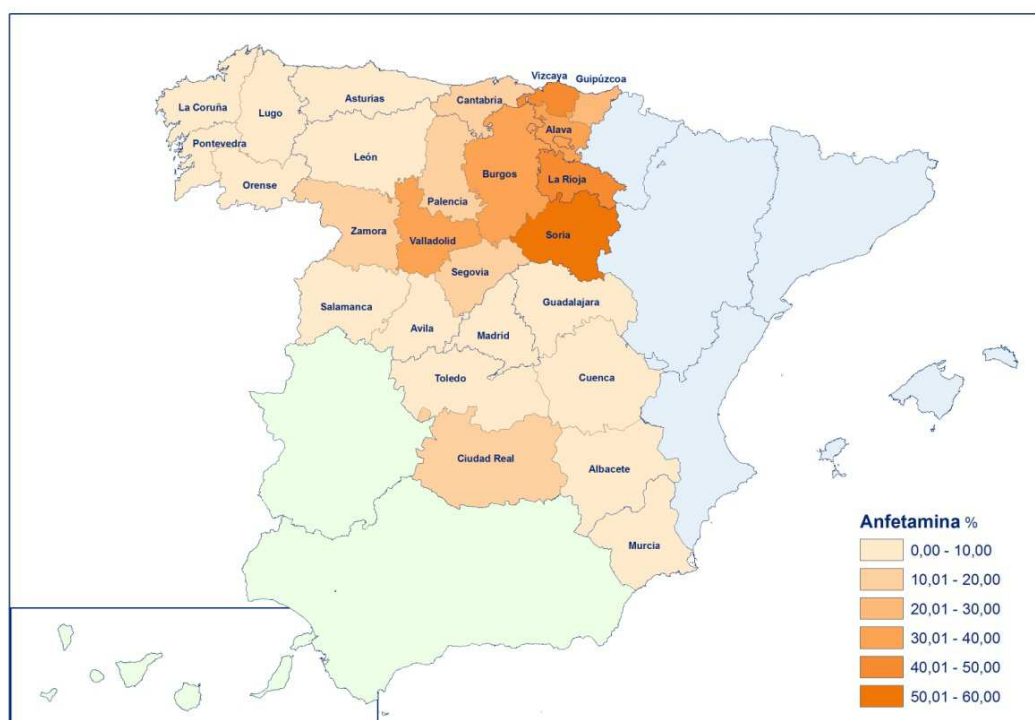 Vizcaya
Guipúzcoa
La Coruña
Lugo
Asturias
Cantabria
Alava
Pontevedra
León
Burgos
La Rioja
Orense
Palencia
Zamora
Valladolid
Soria
Segovia
Salamanca
Guadalajara
Avila
Madrid
Toledo
Cuenca
Ciudad Real
Albacete
Murcia
Anfetamina %
0,00 - 10,00
10,01 - 20,00
20,01 - 30,00
30,01 - 40,00
40,01 - 50,00
50,01 - 60,00